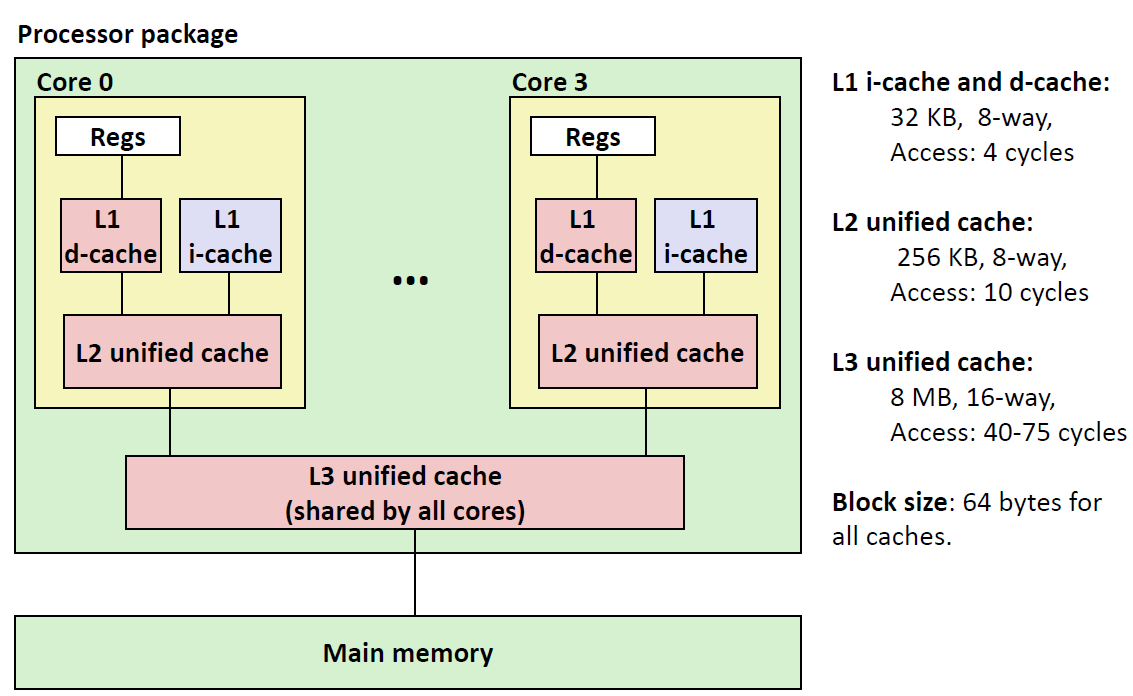 Processor package
Core 0
Regs
L1
d-cache
L1
i-cache
L2 unified cache
...
Core 3
Regs
L1
d-cache
L1
i-cache
L2 unified cache
L3 unified cache
(shared by all cores)
Main memory
L1 i-cache and d-cache:
32 KB, 8-way,
Access: 4 cycles
L2 unified cache:
256 KB, 8-way,
Access: 10 cycles
L3 unified cache:
8 MB, 16-way,
Access: 40-75 cycles
Block size: 64 bytes for
all caches.